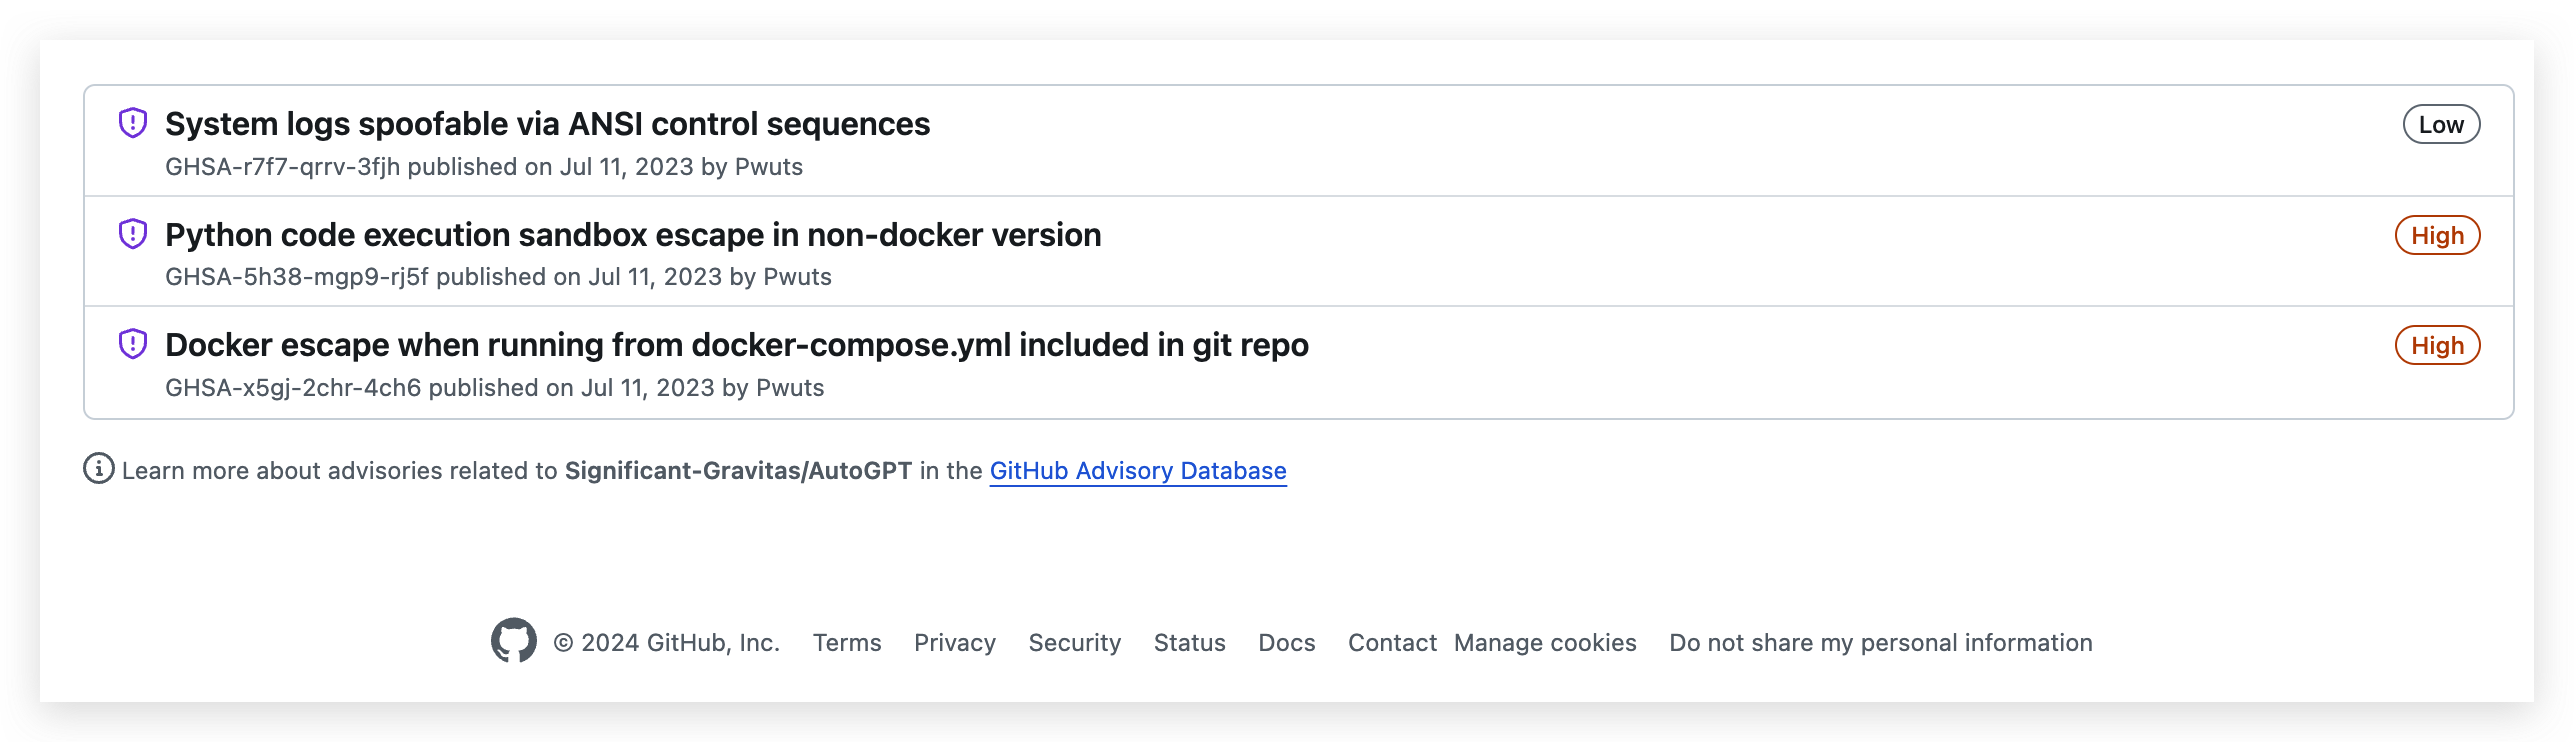 System logs spoofable via ANSI control sequences
Low
GHSA-r7f7-qrrv-3fjh published on Jul 11, 2023 by Pwuts
Python code execution sandbox escape in non-docker version
High
GHSA-5h38-mgp9-rj5f published on Jul 11, 2023 by Pwuts
Docker escape when running from docker-compose.yml included in git repo
High
GHSA-x5gj-2chr-4ch6 published on Jul 11, 2023 by Pwuts
Learn more about advisories related to Significant-Gravitas/AutoGPT in the GitHub Advisory Database
© 2024 GitHub, Inc. Terms Privacy Security Status Docs Contact Manage cookies Do not share my personal information